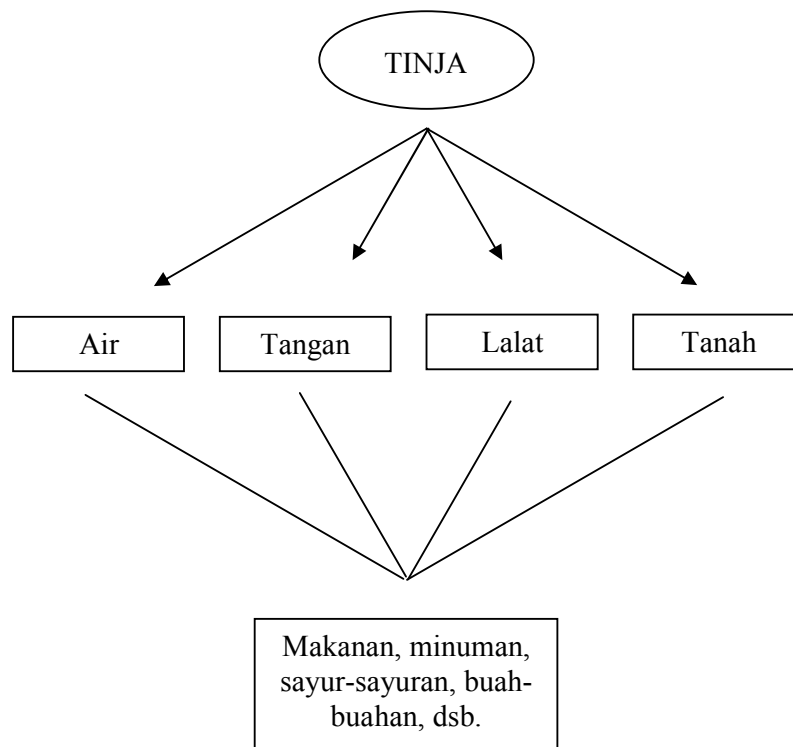 TINJA
Air
Tangan
Lalat
Tanah
Makanan, minuman,
sayur-sayuran, buah-
buahan, dsb.